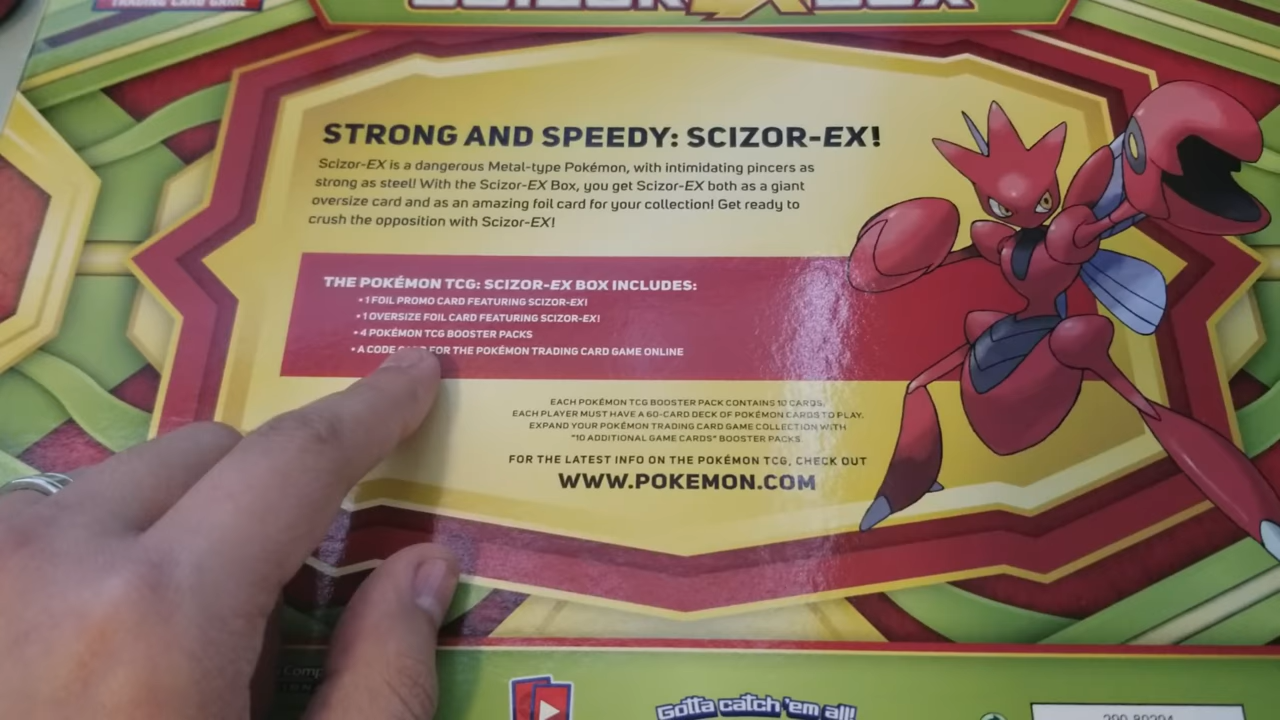 TRADING CARD GAME
STRONG AND SPEEDY: SCIZOR-EX!
Scizor-EX is a dangerous Metal-type Pokémon, with intimidating pincers as
strong as steel! With the Scizor-EX Box, you get Scizor-EX both as a giant
oversize card and as an amazing foil card for your collection! Get ready to
crush the opposition with Scizor-EX!
THE POKÉMON TCG: SCIZOR-EX BOX INCLUDES:
• 1 FOIL PROMO CARD FEATURING SCIZOR-EX!
• 1 OVERSIZE FOIL CARD FEATURING SCIZOR-EX!
• 4 POKÉMON TCG BOOSTER PACKS
• A CODE CARD FOR THE POKÉMON TRADING CARD GAME ONLINE
EACH POKÉMON TCG BOOSTER PACK CONTAINS 10 CARDS.
EACH PLAYER MUST HAVE A 60-CARD DECK OF POKÉMON CARDS TO PLAY.
EXPAND YOUR POKÉMON TRADING CARD GAME COLLECTION WITH
"10 ADDITIONAL GAME CARDS" BOOSTER PACKS.
FOR THE LATEST INFO ON THE POKÉMON TCG, CHECK OUT
WWW.POKEMON.COM
Gotta catch 'em all!